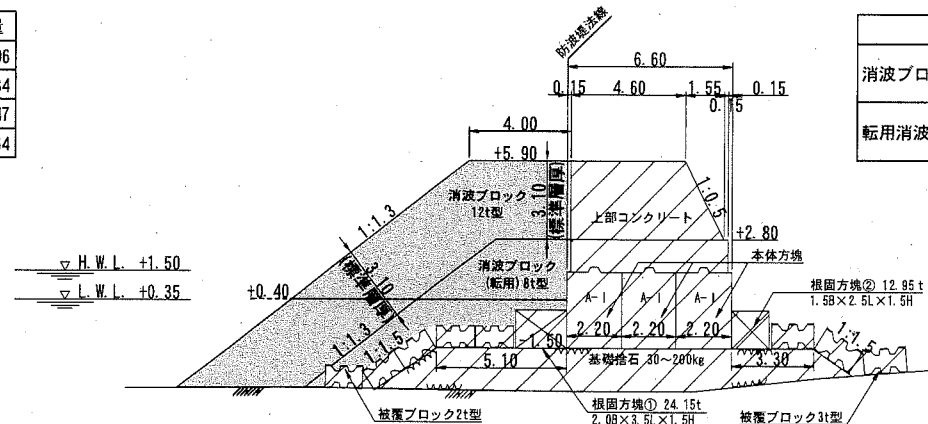 防波堤法線
6.60
0.15 4.60 1.55 0.15
4.00
+5.90
消波ブロック
12t型
3.10
(標準層厚)
1:1.3
上部コンクリート
1:0.5
+2.80
消波ブロ
転用消波
H.W.L. +1.50
L.W.L. +0.35
3.10
(標準層厚)
+0.40
消波ブロック
(転用)8t型
本体方塊
A-1 A-1 A-1
根固方塊② 12.95t
1.5B×2.5L×1.5H
2.20 2.20 2.20
-1.50
1:1.3
1:1.5
5.10
基礎捨石 30~200kg
3.30
1:1.5
被覆ブロック2t型
根固方塊① 24.15t
2.0B×3.5L×1.5H
被覆ブロック3t型